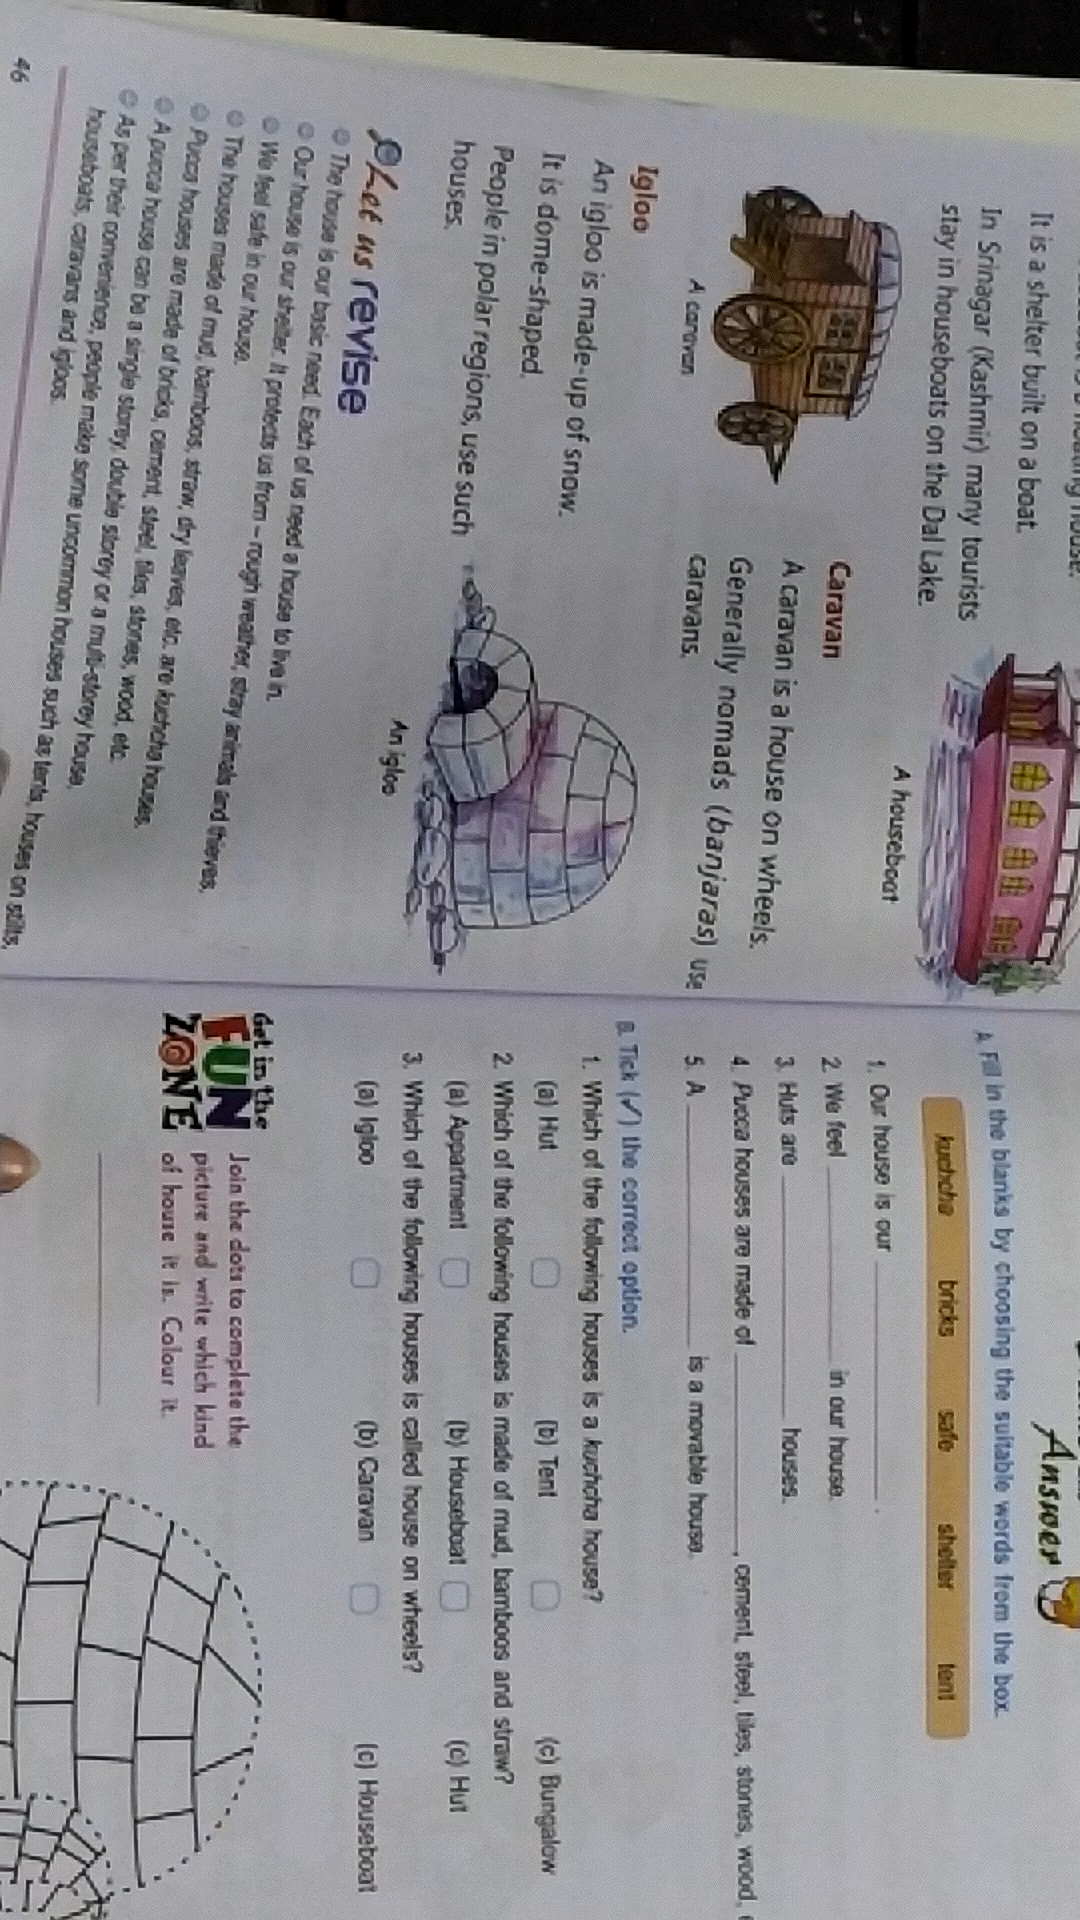 It is a shelter built on a boat.
In Srinagar (Kashmir) many tourists
stay in houseboats on the Dal Lake.
A houseboat
Caravan
A caravan is a house on wheels.
Generally nomads (banjaras) use
caravans.
A caravan
Igloo
An igloo is made-up of snow.
It is dome-shaped.
People in polar regions, use such
houses.
An igloo
Let us revise
The house is our basic need. Each of us need a house to live in.
Our house is our shelter. It protects us from – rough weather, stray animals and thieves.
We feel safe in our house.
The houses made of mud, bamboos, straw, dry leaves, etc. are kuchcha houses.
Pucca houses are made of bricks, cement, steel, tiles, stones, wood, etc.
A pucca house can be a single storey, double storey or a multi-storey house.
As per their convenience, people make some uncommon houses such as tents, houses on stilts,
houseboats, caravans and igloos.
46
Answer
A. Fill in the blanks by choosing the suitable words from the box.
kuchcha bricks safe shelter tent
1. Our house is our ____________ .
2. We feel ____________ in our house.
3. Huts are ____________ houses.
4. Pucca houses are made of ____________, cement, steel, tiles, stones, wood,
5. A ____________ is a movable house.
B. Tick (✓) the correct option.
1. Which of the following houses is a kuchcha house?
(a) Hut (b) Tent (c) Bungalow
2. Which of the following houses is made of mud, bamboos and straw?
(a) Appartment (b) Houseboat (c) Hut
3. Which of the following houses is called house on wheels?
(a) Igloo (b) Caravan (c) Houseboat
Get in the
FUN
ZONE
Join the dots to complete the
picture and write which kind
of house it is. Colour it.